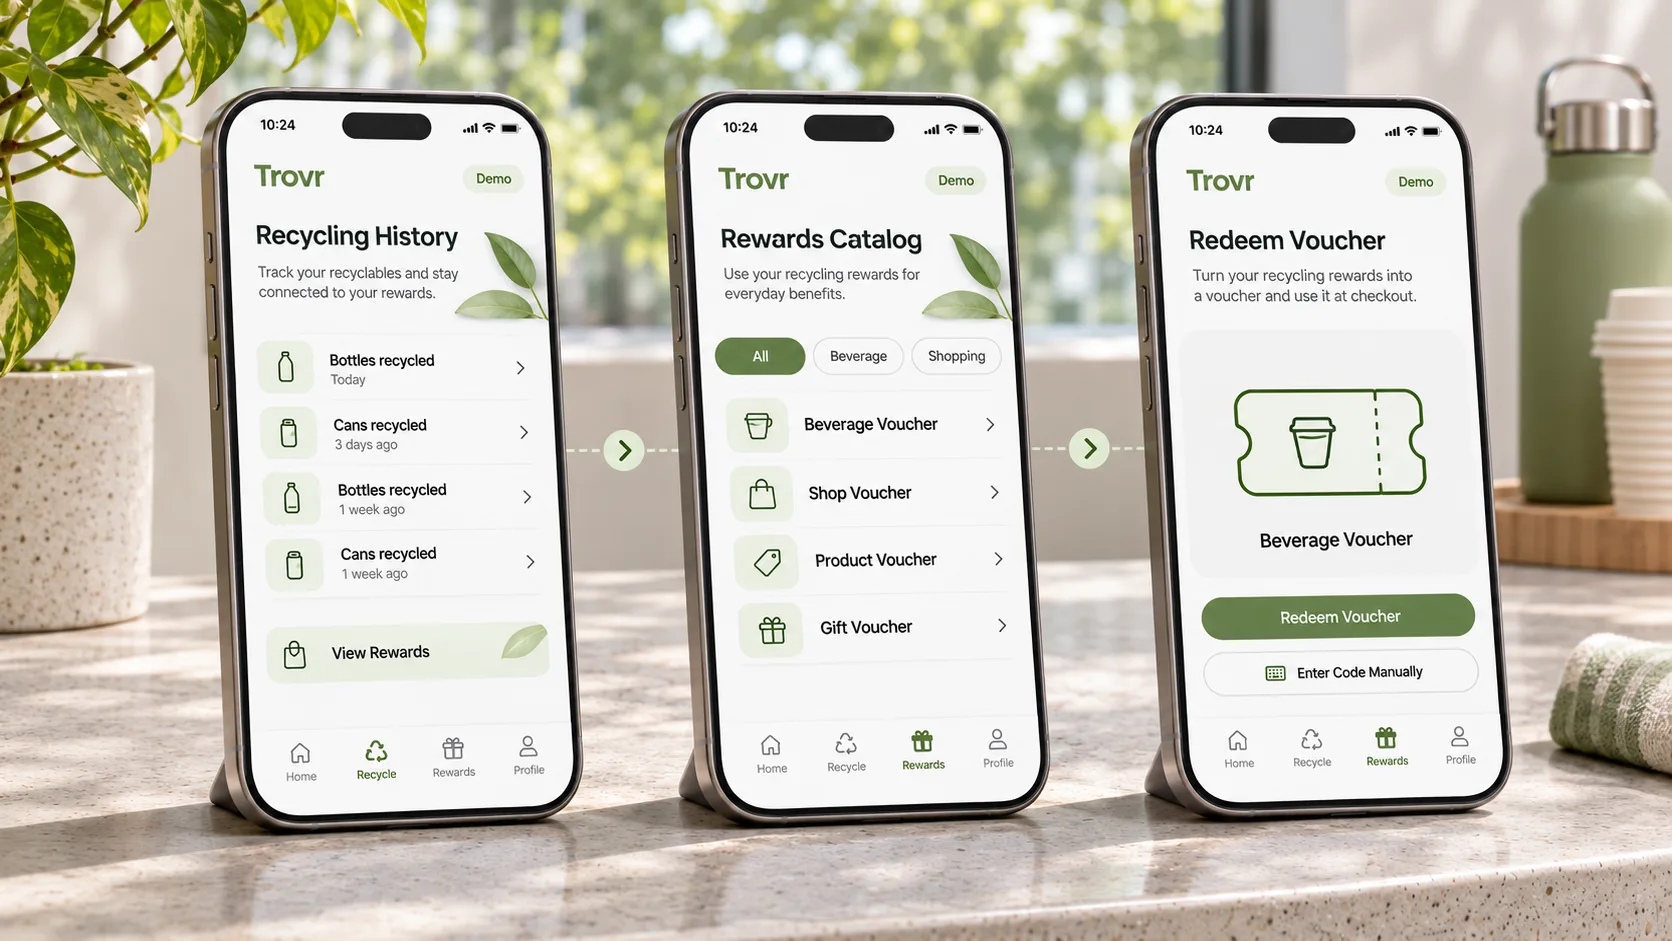 10:24
Trovr
Demo
Recycling History
Track your recyclables and stay
connected to your rewards.
Bottles recycled
Today
Cans recycled
3 days ago
Bottles recycled
1 week ago
Cans recycled
1 week ago
View Rewards
Home
Recycle
Rewards
Profile
10:24
Trovr
Demo
Rewards Catalog
Use your recycling rewards for
everyday benefits.
All
Beverage
Shopping
Beverage Voucher
Shop Voucher
Product Voucher
Gift Voucher
Home
Recycle
Rewards
Profile
10:24
Trovr
Demo
Redeem Voucher
Turn your recycling rewards into
a voucher and use it at checkout.
Beverage Voucher
Redeem Voucher
Enter Code Manually
Home
Recycle
Rewards
Profile